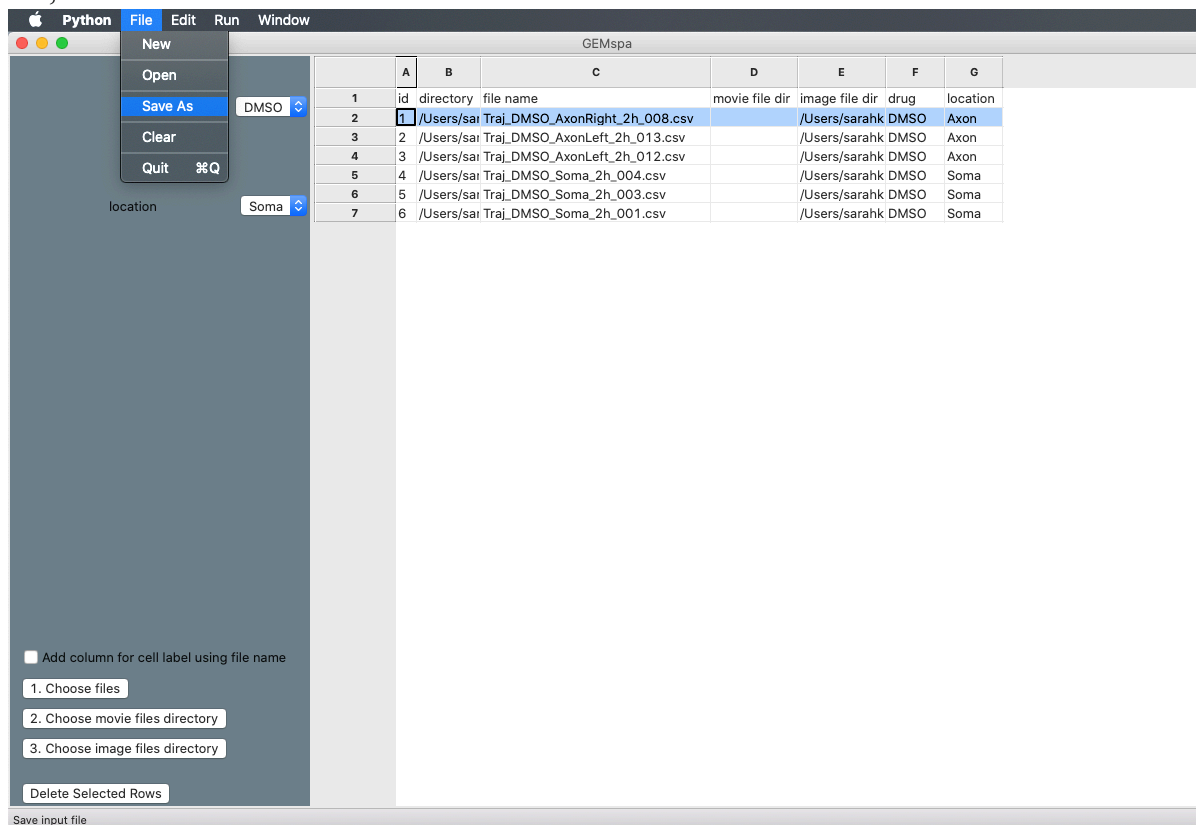 Python File Edit Run Window
GEMspa
New
Open
Save As
Clear
Quit ⌘Q
DMSO
location Soma
A B C D E F G
1 id directory file name movie file dir image file dir drug location
2 1 /Users/sar Traj_DMSO_AxonRight_2h_008.csv /Users/sarahk DMSO Axon
3 2 /Users/sar Traj_DMSO_AxonLeft_2h_013.csv /Users/sarahk DMSO Axon
4 3 /Users/sar Traj_DMSO_AxonLeft_2h_012.csv /Users/sarahk DMSO Axon
5 4 /Users/sar Traj_DMSO_Soma_2h_004.csv /Users/sarahk DMSO Soma
6 5 /Users/sar Traj_DMSO_Soma_2h_003.csv /Users/sarahk DMSO Soma
7 6 /Users/sar Traj_DMSO_Soma_2h_001.csv /Users/sarahk DMSO Soma
Add column for cell label using file name
1. Choose files
2. Choose movie files directory
3. Choose image files directory
Delete Selected Rows
Save input file